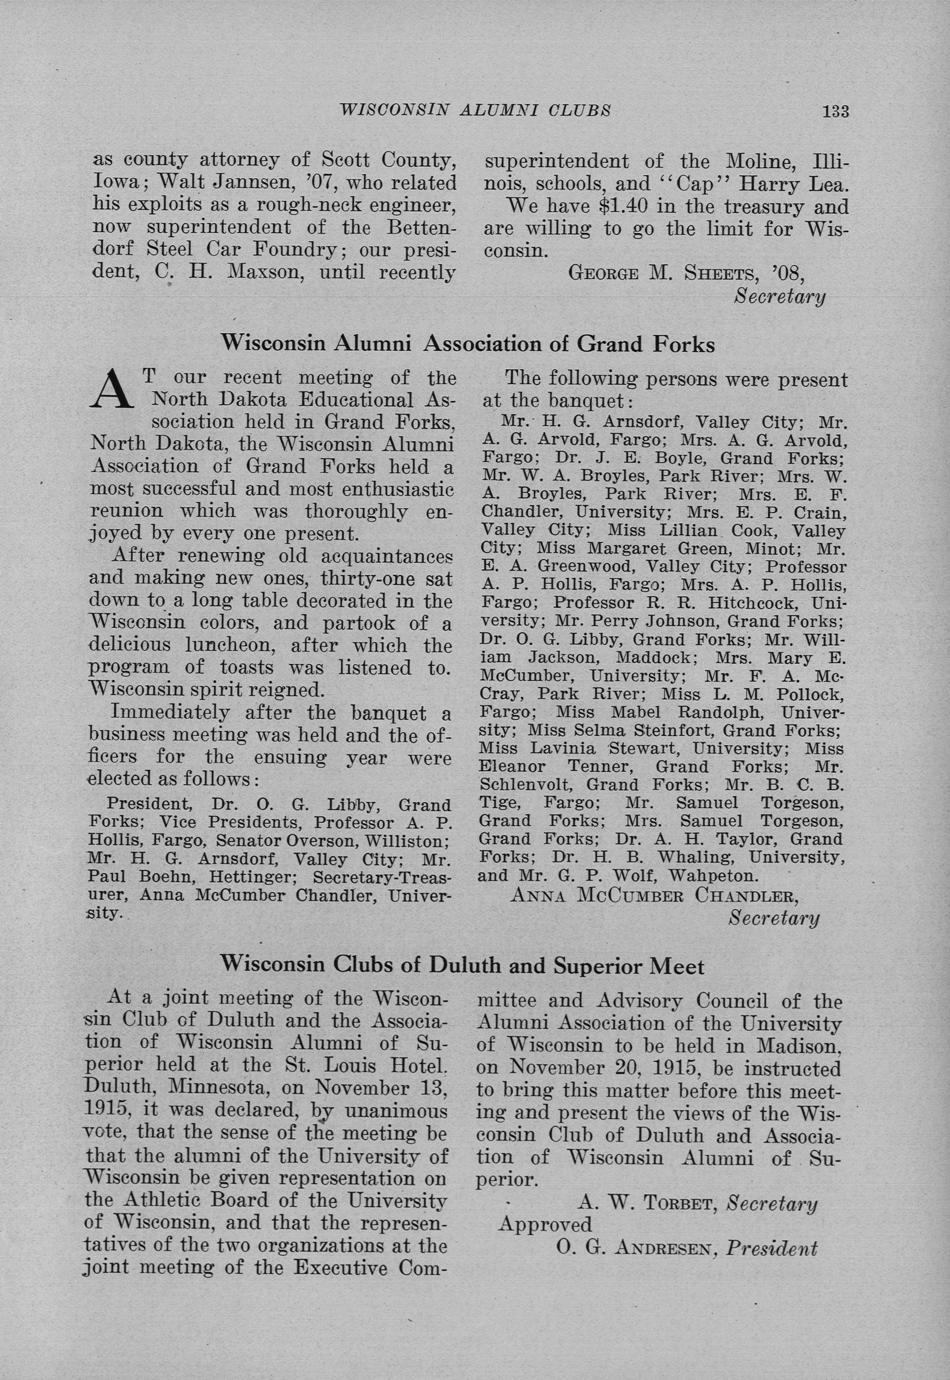 WISCONSIN ALUMNI CLUBS 133
as county attorney of Scott County,
Iowa; Walt Jannsen, '07, who related
his exploits as a rough-neck engineer,
now superintendent of the Betten-
dorf Steel Car Foundry; our presi-
dent, C. H. Maxson, until recently
superintendent of the Moline, Illi-
nois, schools, and "Cap" Harry Lea.
We have $1.40 in the treasury and
are willing to go the limit for Wis-
consin.
GEORGE M. SHEETS, '08,
Secretary
Wisconsin Alumni Association of Grand Forks
AT our recent meeting of the
North Dakota Educational As-
sociation held in Grand Forks,
North Dakota, the Wisconsin Alumni
Association of Grand Forks held a
most successful and most enthusiastic
reunion which was thoroughly en-
joyed by every one present.
After renewing old acquaintances
and making new ones, thirty-one sat
down to a long table decorated in the
Wisconsin colors, and partook of a
delicious luncheon, after which the
program of toasts was listened to.
Wisconsin spirit reigned.
Immediately after the banquet a
business meeting was held and the of-
ficers for the ensuing year were
elected as follows:
President, Dr. O. G. Libby, Grand
Forks; Vice Presidents, Professor A. P.
Hollis, Fargo, Senator Overson, Williston;
Mr. H. G. Arnsdorf, Valley City; Mr.
Paul Boehn, Hettinger; Secretary-Treas-
urer, Anna McCumber Chandler, Univer-
sity.
The following persons were present
at the banquet:
Mr. H. G. Arnsdorf, Valley City; Mr.
A. G. Arvold, Fargo; Mrs. A. G. Arvold,
Fargo; Dr. J. E. Boyle, Grand Forks;
Mr. W. A. Broyles, Park River; Mrs. W.
A. Broyles, Park River; Mrs. E. F.
Chandler, University; Mrs. E. P. Crain,
Valley City; Miss Lillian Cook, Valley
City; Miss Margaret Green, Minot; Mr.
E. A. Greenwood, Valley City; Professor
A. P. Hollis, Fargo; Mrs. A. P. Hollis,
Fargo; Professor R. R. Hitchcock, Uni-
versity; Mr. Perry Johnson, Grand Forks;
Dr. O. G. Libby, Grand Forks; Mr. Will-
iam Jackson, Maddock; Mrs. Mary E.
McCumber, University; Mr. F. A. Mc-
Cray, Park River; Miss L. M. Pollock,
Fargo; Miss Mabel Randolph, Univer-
sity; Miss Selma Steinfort, Grand Forks;
Miss Lavinia Stewart, University; Miss
Eleanor Tenner, Grand Forks; Mr.
Schlenvolt, Grand Forks; Mr. B. C. B.
Tige, Fargo; Mr. Samuel Torgeson,
Grand Forks; Mrs. Samuel Torgeson,
Grand Forks; Dr. A. H. Taylor, Grand
Forks; Dr. H. B. Whaling, University,
and Mr. G. P. Wolf, Wahpeton.
ANNA MCCUMBER CHANDLER,
Secretary
Wisconsin Clubs of Duluth and Superior Meet
At a joint meeting of the Wiscon-
sin Club of Duluth and the Associa-
tion of Wisconsin Alumni of Su-
perior held at the St. Louis Hotel.
Duluth, Minnesota, on November 13,
1915, it was declared, by unanimous
vote, that the sense of the meeting be
that the alumni of the University of
Wisconsin be given representation on
the Athletic Board of the University
of Wisconsin, and that the represen-
tatives of the two organizations at the
joint meeting of the Executive Com-
mittee and Advisory Council of the
Alumni Association of the University
of Wisconsin to be held in Madison,
on November 20, 1915, be instructed
to bring this matter before this meet-
ing and present the views of the Wis-
consin Club of Duluth and Associa-
tion of Wisconsin Alumni of Su-
perior.
A. W. TORBET, Secretary
Approved
O. G. ANDRESEN, President